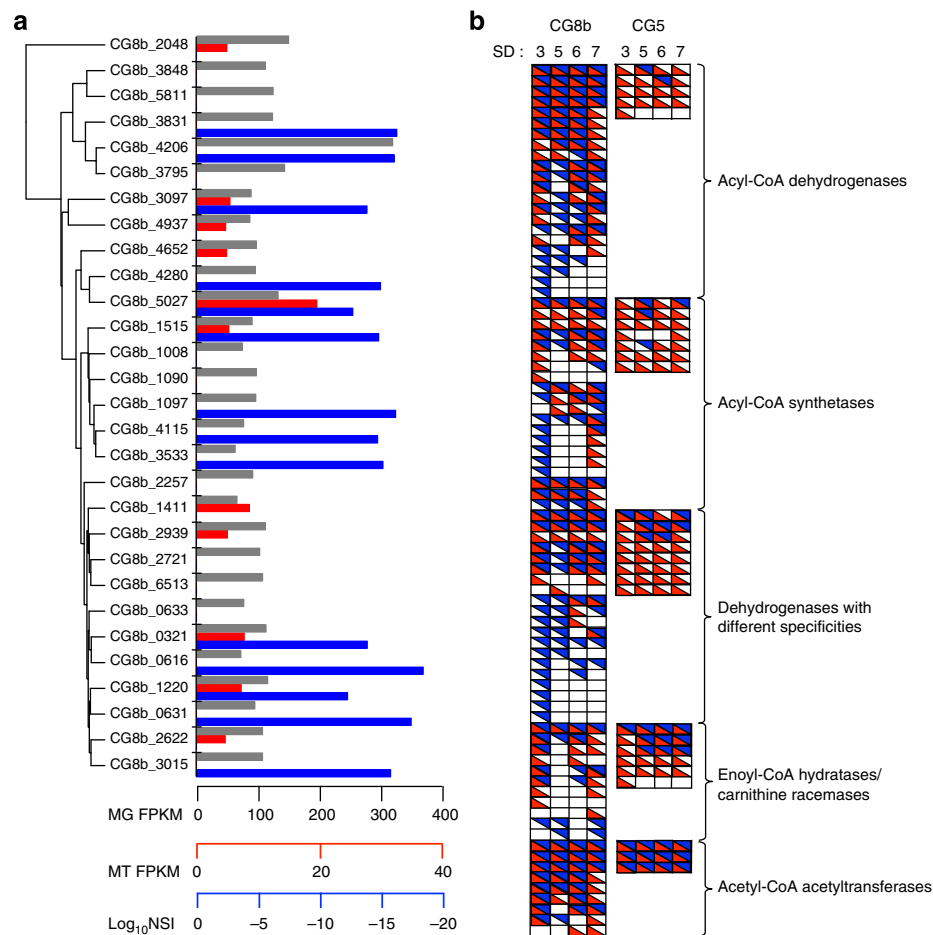 a
CG8b_2048
CG8b_3848
CG8b_5811
CG8b_3831
CG8b_4206
CG8b_3795
CG8b_3097
CG8b_4937
CG8b_4652
CG8b_4280
CG8b_5027
CG8b_1515
CG8b_1008
CG8b_1090
CG8b_1097
CG8b_4115
CG8b_3533
CG8b_2257
CG8b_1411
CG8b_2939
CG8b_2721
CG8b_6513
CG8b_0633
CG8b_0321
CG8b_0616
CG8b_1220
CG8b_0631
CG8b_2622
CG8b_3015
MG FPKM 0 100 200 300 400
MT FPKM 0 20 40
Log10NSI 0 –5 –10 –15 –20
b
CG8b CG5
SD : 3 5 6 7 3 5 6 7
Acyl-CoA dehydrogenases
Acyl-CoA synthetases
Dehydrogenases with
different specificities
Enoyl-CoA hydratases/
carnithine racemases
Acetyl-CoA acetyltransferases